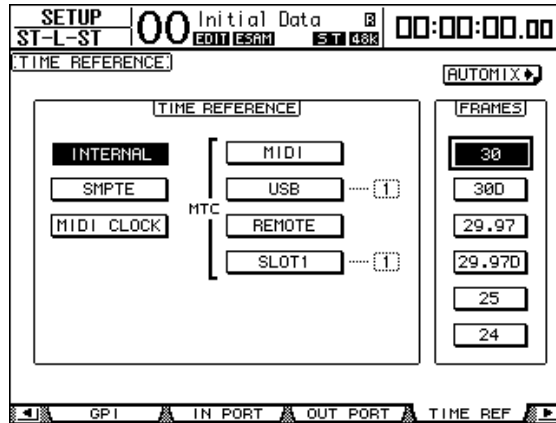 SETUP
ST-L-ST
00 Initial Data
EDIT ESAM ST 48k
00:00:00.00
TIME REFERENCE
AUTOMIX
TIME REFERENCE
INTERNAL
SMPTE
MIDI CLOCK
MTC
MIDI
USB 1
REMOTE
SLOT1 1
FRAMES
30
30D
29.97
29.97D
25
24
GPI IN PORT OUT PORT TIME REF